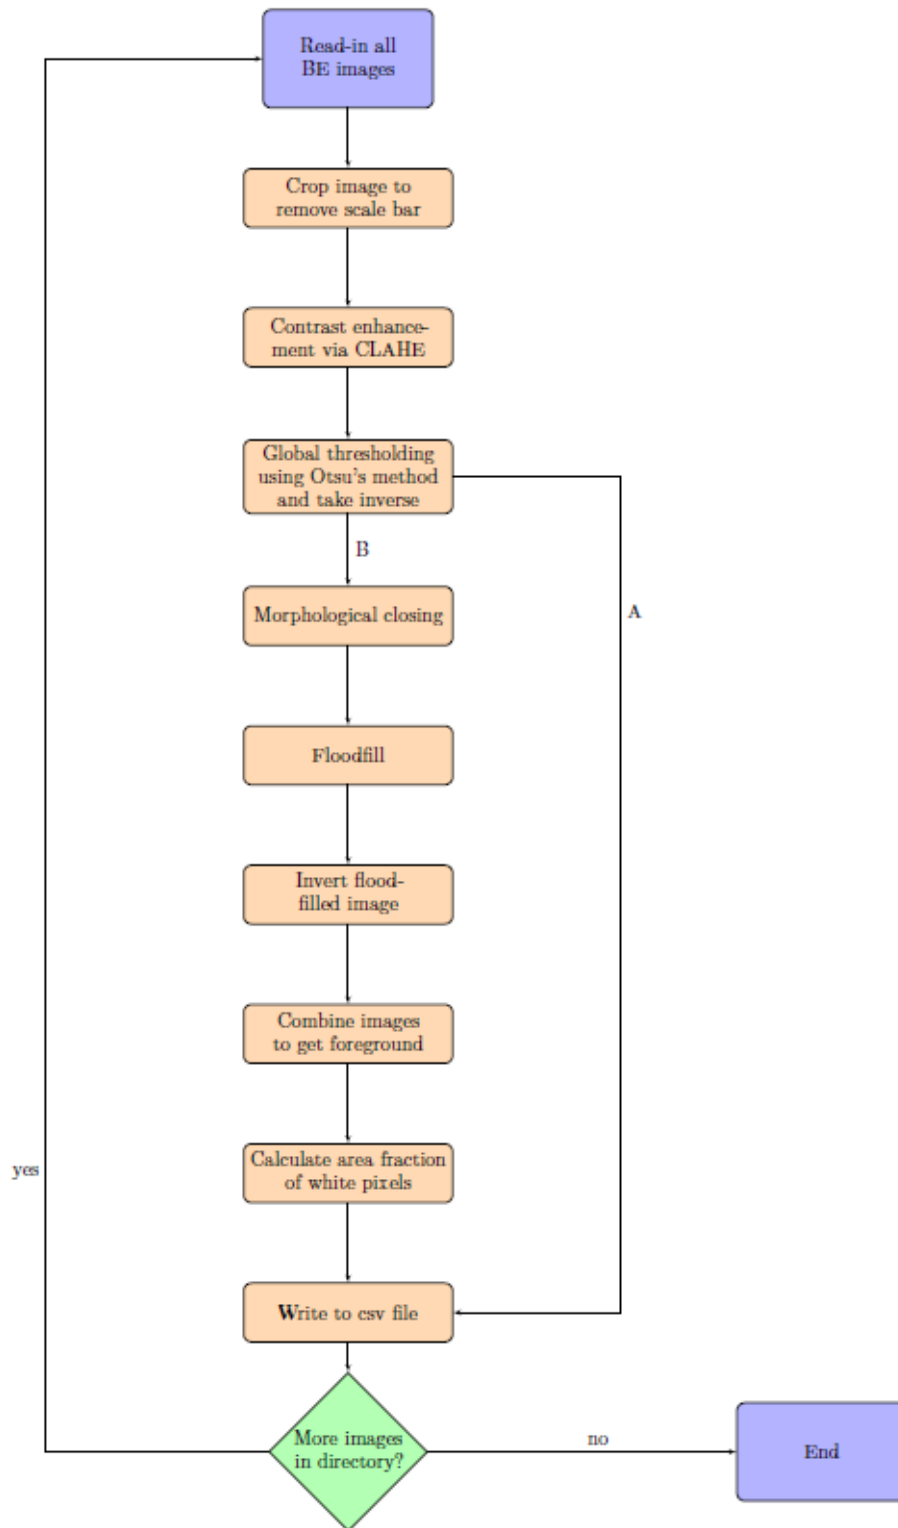 Read-in all
BE images
Crop image to
remove scale bar
Contrast enhance-
ment via CLAHE
Global thresholding
using Otsu's method
and take inverse
B
Morphological closing
A
Floodfill
Invert flood-
filled image
Combine images
to get foreground
Calculate area fraction
of white pixels
yes
Write to csv file
More images
in directory?
no
End